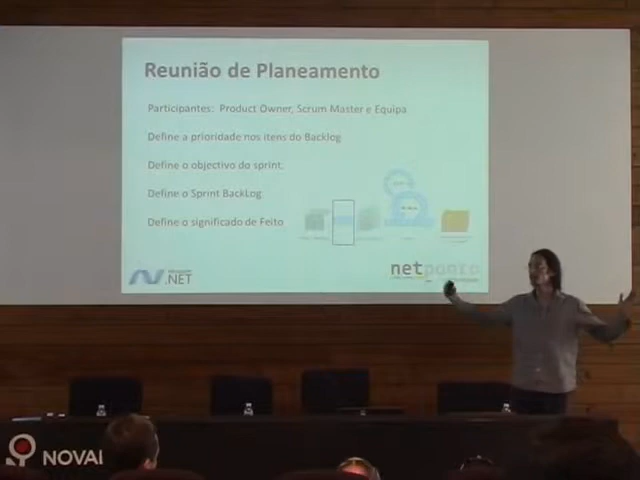 Reunião de Planeamento
Participantes: Product Owner, Scrum Master e Equipa
Define a prioridade nos itens do Backlog
Define o objectivo do sprint.
Define o Sprint BackLog
Define o significado de Feito
.NET
netponto
NOVAI